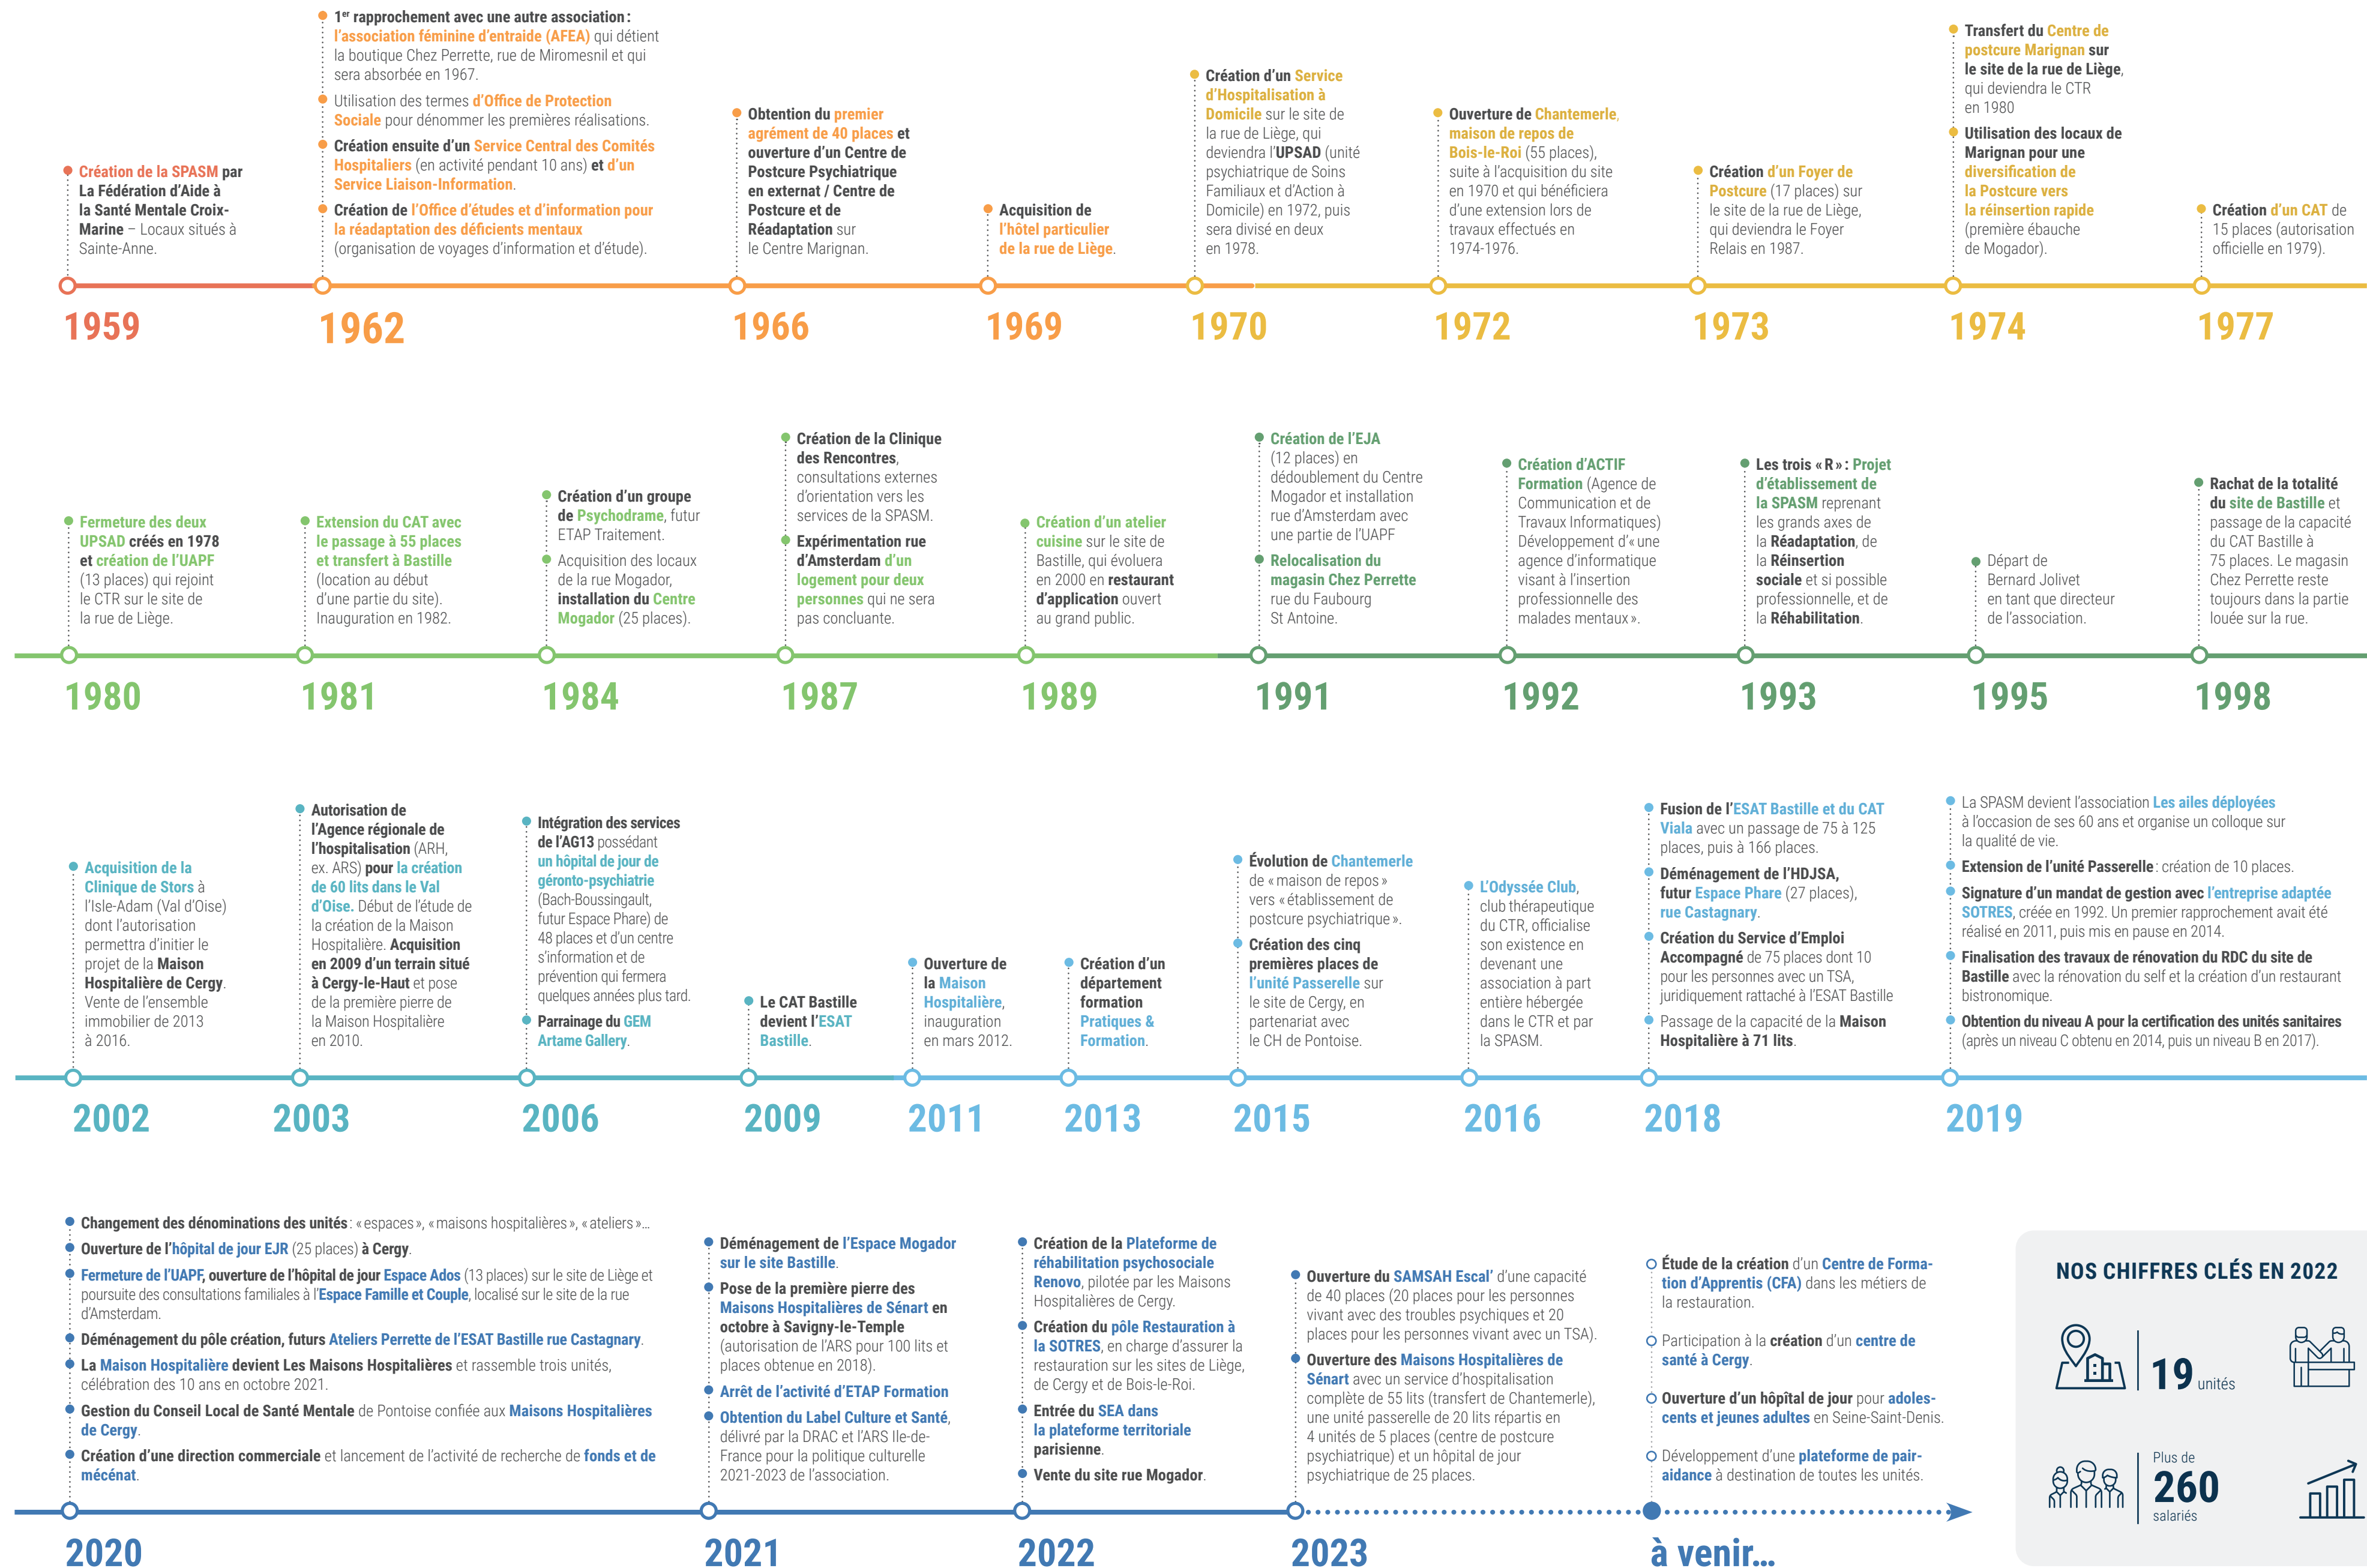 1er rapprochement avec une autre association :
l’association féminine d’entraide (AFEA) qui détient
la boutique Chez Perrette, rue de Miromesnil et qui
sera absorbée en 1967.
Utilisation des termes d’Office de Protection
Sociale pour dénommer les premières réalisations.
Création ensuite d’un Service Central des Comités
Hospitaliers (en activité pendant 10 ans) et d’un
Service Liaison-Information.
Création de l’Office d’études et d’information pour
la réadaptation des déficients mentaux
(organisation de voyages d’information et d’étude).
Création de la SPASM par
La Fédération d’Aide à
la Santé Mentale Croix-
Marine – Locaux situés à
Sainte-Anne.
Obtention du premier
agrément de 40 places et
ouverture d’un Centre de
Postcure Psychiatrique
en externat / Centre de
Postcure et de
Réadaptation sur
le Centre Marignan.
Acquisition de
l’hôtel particulier
de la rue de Liège.
Création d’un Service
d’Hospitalisation à
Domicile sur le site de
la rue de Liège, qui
deviendra l’UPSAD (unité
psychiatrique de Soins
Familiaux et d’Action à
Domicile) en 1972, puis
sera divisé en deux
en 1978.
Ouverture de Chantemerle,
maison de repos de
Bois-le-Roi (55 places),
suite à l’acquisition du site
en 1970 et qui bénéficiera
d’une extension lors de
travaux effectués en
1974-1976.
Création d’un Foyer de
Postcure (17 places) sur
le site de la rue de Liège,
qui deviendra le Foyer
Relais en 1987.
Transfert du Centre de
postcure Marignan sur
le site de la rue de Liège,
qui deviendra le CTR
en 1980
Utilisation des locaux de
Marignan pour une
diversification de
la Postcure vers
la réinsertion rapide
(première ébauche
de Mogador).
Création d’un CAT de
15 places (autorisation
officielle en 1979).
1959
1962
1966
1969
1970
1972
1973
1974
1977
Fermeture des deux
UPSAD créés en 1978
et création de l’UAPF
(13 places) qui rejoint
le CTR sur le site de
la rue de Liège.
Extension du CAT avec
le passage à 55 places
et transfert à Bastille
(location au début
d’une partie du site).
Inauguration en 1982.
Création d’un groupe
de Psychodrame, futur
ETAP Traitement.
Acquisition des locaux
de la rue Mogador,
installation du Centre
Mogador (25 places).
Création de la Clinique
des Rencontres,
consultations externes
d’orientation vers les
services de la SPASM.
Expérimentation rue
d’Amsterdam d’un
logement pour deux
personnes qui ne sera
pas concluante.
Création d’un atelier
cuisine sur le site de
Bastille, qui évoluera
en 2000 en restaurant
d’application ouvert
au grand public.
Création de l’EJA
(12 places) en
dédoublement du Centre
Mogador et installation
rue d’Amsterdam avec
une partie de l’UAPF
Relocalisation du
magasin Chez Perrette
rue du Faubourg
St Antoine.
Création d’ACTIF
Formation (Agence de
Communication et de
Travaux Informatiques)
Développement d’« une
agence d’informatique
visant à l’insertion
professionnelle des
malades mentaux ».
Les trois « R » : Projet
d’établissement de
la SPASM reprenant
les grands axes de
la Réadaptation, de
la Réinsertion
sociale et si possible
professionnelle, et de
la Réhabilitation.
Départ de
Bernard Jolivet
en tant que directeur
de l’association.
Rachat de la totalité
du site de Bastille et
passage de la capacité
du CAT Bastille à
75 places. Le magasin
Chez Perrette reste
toujours dans la partie
louée sur la rue.
1980
1981
1984
1987
1989
1991
1992
1993
1995
1998
Acquisition de la
Clinique de Stors à
l’Isle-Adam (Val d’Oise)
dont l’autorisation
permettra d’initier le
projet de la Maison
Hospitalière de Cergy.
Vente de l’ensemble
immobilier de 2013
à 2016.
Autorisation de
l’Agence régionale de
l’hospitalisation (ARH,
ex. ARS) pour la création
de 60 lits dans le Val
d’Oise. Début de l’étude de
la création de la Maison
Hospitalière. Acquisition
en 2009 d’un terrain situé
à Cergy-le-Haut et pose
de la première pierre de
la Maison Hospitalière
en 2010.
Intégration des services
de l’AG13 possédant
un hôpital de jour de
géronto-psychiatrie
(Bach-Boussingault,
futur Espace Phare) de
48 places et d’un centre
s’information et de
prévention qui fermera
quelques années plus tard.
Parrainage du GEM
Artame Gallery.
Le CAT Bastille
devient l’ESAT
Bastille.
Ouverture de
la Maison
Hospitalière,
inauguration
en mars 2012.
Création d’un
département
formation
Pratiques &
Formation.
Évolution de Chantemerle
de « maison de repos »
vers « établissement de
postcure psychiatrique ».
Création des cinq
premières places de
l’unité Passerelle sur
le site de Cergy, en
partenariat avec
le CH de Pontoise.
L’Odyssée Club,
club thérapeutique
du CTR, officialise
son existence en
devenant une
association à part
entière hébergée
dans le CTR et par
la SPASM.
Fusion de l’ESAT Bastille et du CAT
Viala avec un passage de 75 à 125
places, puis à 166 places.
Déménagement de l’HDJSA,
futur Espace Phare (27 places),
rue Castagnary.
Création du Service d’Emploi
Accompagné de 75 places dont 10
pour les personnes avec un TSA,
juridiquement rattaché à l’ESAT Bastille
Passage de la capacité de la Maison
Hospitalière à 71 lits.
La SPASM devient l’association Les ailes déployées
à l’occasion de ses 60 ans et organise un colloque sur
la qualité de vie.
Extension de l’unité Passerelle : création de 10 places.
Signature d’un mandat de gestion avec l’entreprise adaptée
SOTRES, créée en 1992. Un premier rapprochement avait été
réalisé en 2011, puis mis en pause en 2014.
Finalisation des travaux de rénovation du RDC du site de
Bastille avec la rénovation du self et la création d’un restaurant
bistronomique.
Obtention du niveau A pour la certification des unités sanitaires
(après un niveau C obtenu en 2014, puis un niveau B en 2017).
2002
2003
2006
2009
2011
2013
2015
2016
2018
2019
Changement des dénominations des unités : « espaces », « maisons hospitalières », « ateliers »...
Ouverture de l’hôpital de jour EJR (25 places) à Cergy.
Fermeture de l’UAPF, ouverture de l’hôpital de jour Espace Ados (13 places) sur le site de Liège et
poursuite des consultations familiales à l’Espace Famille et Couple, localisé sur le site de la rue
d’Amsterdam.
Déménagement du pôle création, futurs Ateliers Perrette de l’ESAT Bastille rue Castagnary.
La Maison Hospitalière devient Les Maisons Hospitalières et rassemble trois unités,
célébration des 10 ans en octobre 2021.
Gestion du Conseil Local de Santé Mentale de Pontoise confiée aux Maisons Hospitalières
de Cergy.
Création d’une direction commerciale et lancement de l’activité de recherche de fonds et de
mécénat.
Déménagement de l’Espace Mogador
sur le site Bastille.
Pose de la première pierre des
Maisons Hospitalières de Sénart en
octobre à Savigny-le-Temple
(autorisation de l’ARS pour 100 lits et
places obtenue en 2018).
Arrêt de l’activité d’ETAP Formation
Obtention du Label Culture et Santé,
délivré par la DRAC et l’ARS Ile-de-
France pour la politique culturelle
2021-2023 de l’association.
Création de la Plateforme de
réhabilitation psychosociale
Renovo, pilotée par les Maisons
Hospitalières de Cergy.
Création du pôle Restauration à
la SOTRES, en charge d’assurer la
restauration sur les sites de Liège,
de Cergy et de Bois-le-Roi.
Entrée du SEA dans
la plateforme territoriale
parisienne.
Vente du site rue Mogador.
Ouverture du SAMSAH Escal’ d’une capacité
de 40 places (20 places pour les personnes
vivant avec des troubles psychiques et 20
places pour les personnes vivant avec un TSA).
Ouverture des Maisons Hospitalières de
Sénart avec un service d’hospitalisation
complète de 55 lits (transfert de Chantemerle),
une unité passerelle de 20 lits répartis en
4 unités de 5 places (centre de postcure
psychiatrique) et un hôpital de jour
psychiatrique de 25 places.
Étude de la création d’un Centre de Forma-
tion d’Apprentis (CFA) dans les métiers de
la restauration.
Participation à la création d’un centre de
santé à Cergy.
Ouverture d’un hôpîtal de jour pour adoles-
cents et jeunes adultes en Seine-Saint-Denis.
Développement d’une plateforme de pair-
aidance à destination de toutes les unités.
2020
2021
2022
2023
à venir...
NOS CHIFFRES CLÉS EN 2022
19 unités
Plus de
260
salariés